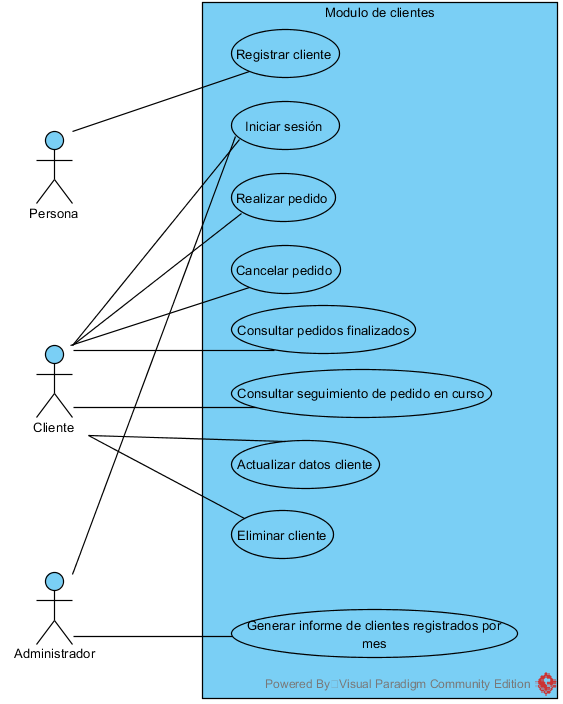 Modulo de clientes
Registrar cliente
Iniciar sesión
Persona
Realizar pedido
Cancelar pedido
Consultar pedidos finalizados
Cliente
Consultar seguimiento de pedido en curso
Actualizar datos cliente
Eliminar cliente
Administrador
Generar informe de clientes registrados por
mes
Powered By Visual Paradigm Community Edition